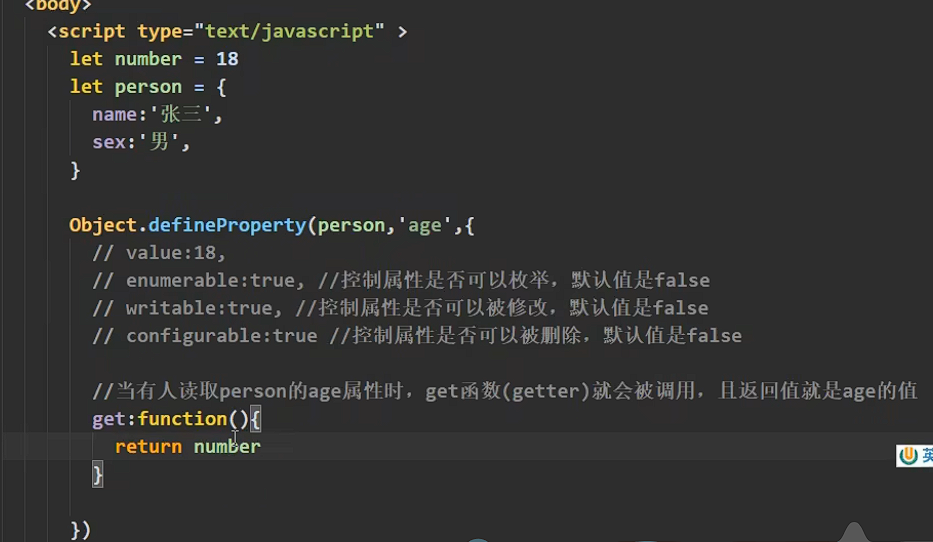 <body>
<script type="text/javascript" >
let number = 18
let person = {
name:'张三',
sex:'男',
}
Object.defineProperty(person,'age',{
// value:18,
// enumerable:true, //控制属性是否可以枚举，默认值是false
// writable:true, //控制属性是否可以被修改，默认值是false
// configurable:true //控制属性是否可以被删除，默认值是false
//当有人读取person的age属性时，get函数(getter)就会被调用，且返回值就是age的值
get:function(){
return number
}
})
英